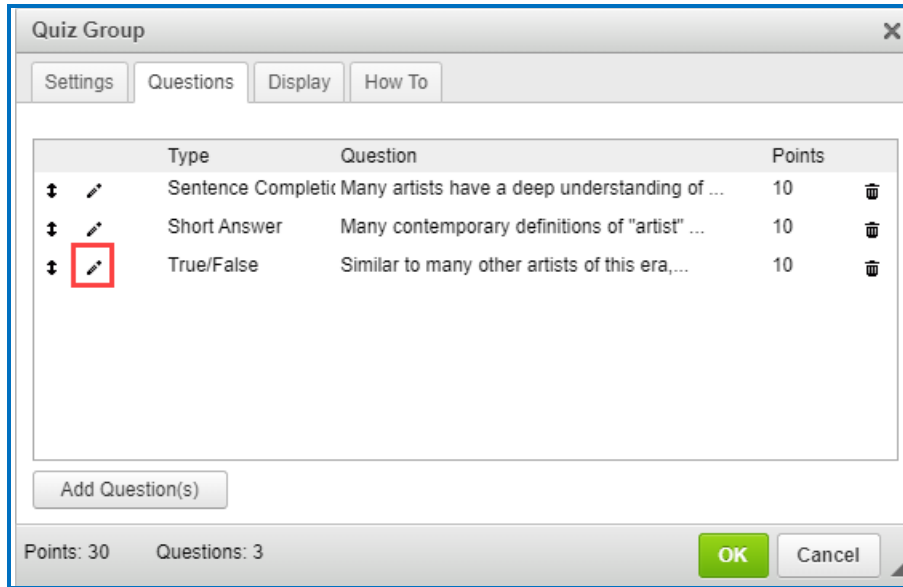 Quiz Group
Settings Questions Display How To
Type Question Points
Sentence Completic Many artists have a deep understanding of ... 10
Short Answer Many contemporary definitions of "artist" ... 10
True/False Similar to many other artists of this era,... 10
Add Question(s)
Points: 30 Questions: 3 OK Cancel